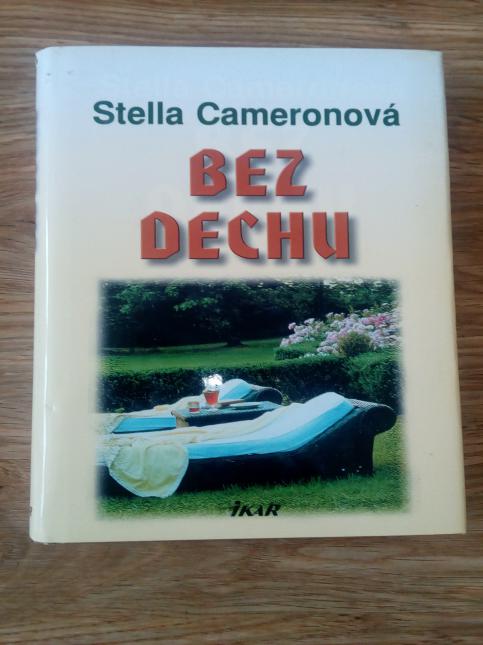 Stella Cameronová
BEZ
DECHU
IKAR